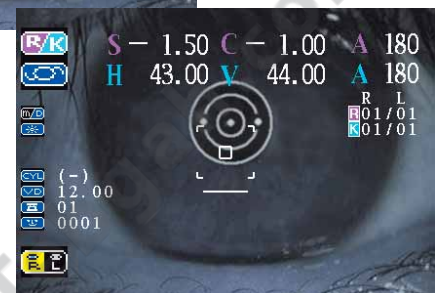 R/K S – 1.50 C – 1.00 A 180
H 43.00 V 44.00 A 180
R L
R 01/01
K 01/01
m/D
CYL (-)
VD 12.00
01
0001
R L